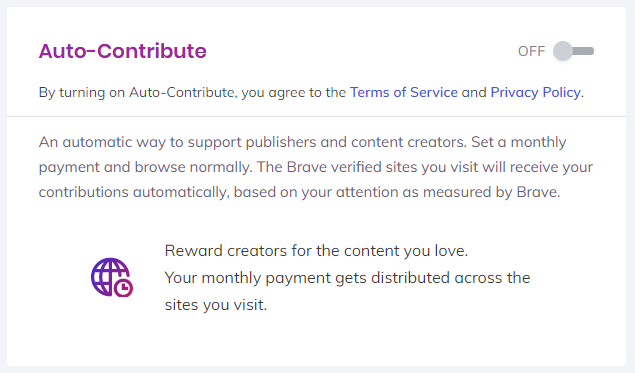 Auto-Contribute
OFF
By turning on Auto-Contribute, you agree to the Terms of Service and Privacy Policy.
An automatic way to support publishers and content creators. Set a monthly
payment and browse normally. The Brave verified sites you visit will receive your
contributions automatically, based on your attention as measured by Brave.
Reward creators for the content you love.
Your monthly payment gets distributed across the
sites you visit.